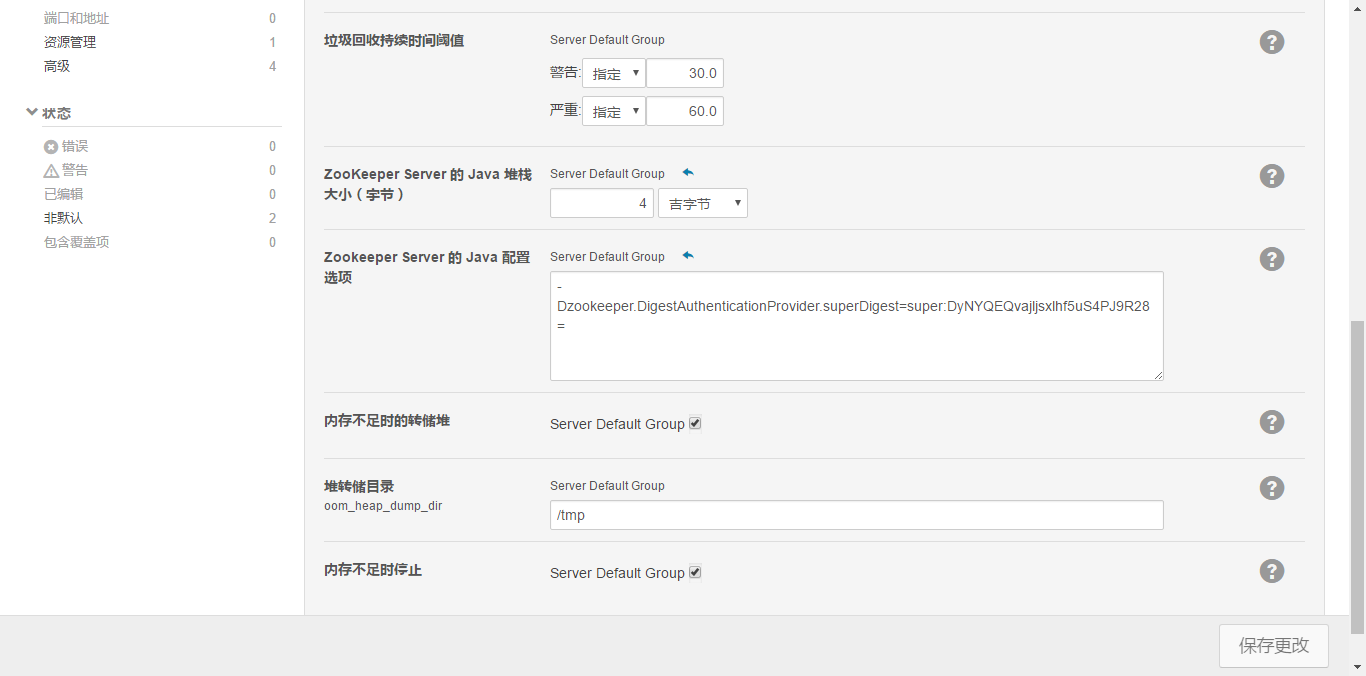 端口和地址 0
资源管理 1
高级 4
状态
错误 0
警告 0
已编辑 0
非默认 2
包含覆盖项 0
垃圾回收持续时间阈值 Server Default Group ?
警告: 指定 30.0
严重: 指定 60.0
ZooKeeper Server 的 Java 堆栈 Server Default Group ?
大小（字节） 4 吉字节
Zookeeper Server 的 Java 配置 Server Default Group ?
选项
-
Dzookeeper.DigestAuthenticationProvider.superDigest=super:DyNYQEQvajljsxlhf5uS4PJ9R28
=
内存不足时的转储堆 Server Default Group ?
堆转储目录 Server Default Group ?
oom_heap_dump_dir /tmp
内存不足时停止 Server Default Group ?
保存更改